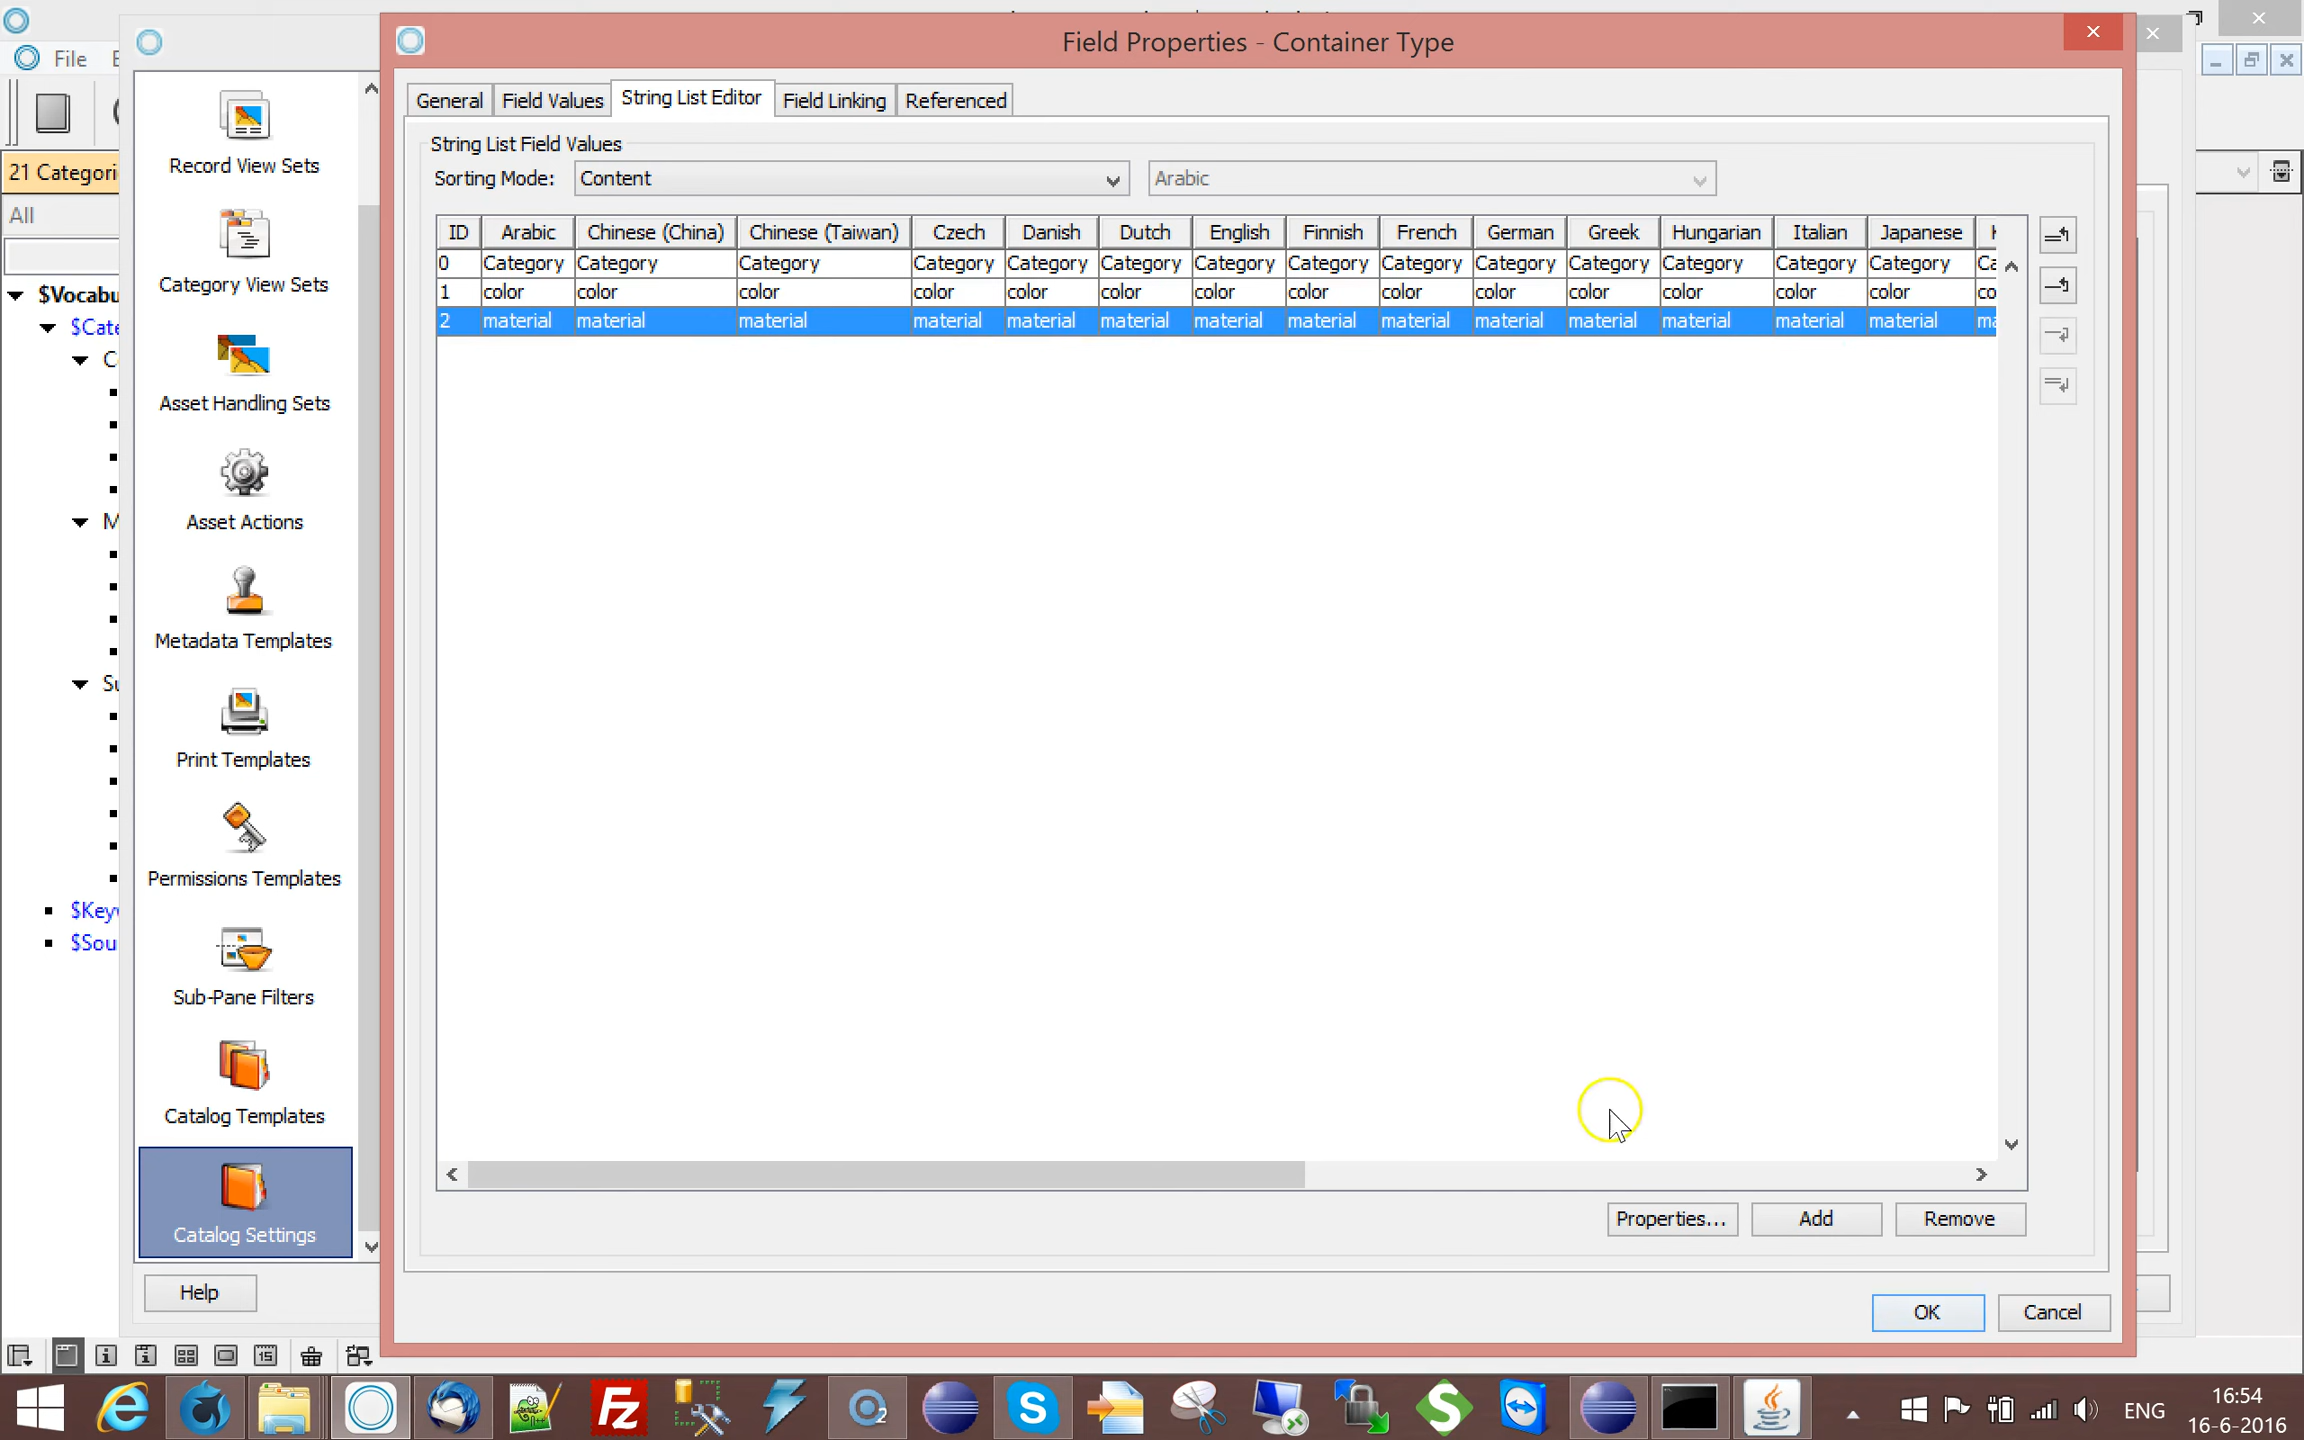 Field Properties - Container Type
File
General Field Values String List Editor Field Linking Referenced
String List Field Values
Sorting Mode: Content Arabic
21 Categori
All
ID Arabic Chinese (China) Chinese (Taiwan) Czech Danish Dutch English Finnish French German Greek Hungarian Italian Japanese
0 Category Category Category Category Category Category Category Category Category Category Category Category Category Category Ca
1 color color color color color color color color color color color color color color co
2 material material material material material material material material material material material material material material ma
$Vocabu
$Cate
C
M
Su
$Keyw
$Sou
Record View Sets
Category View Sets
Asset Handling Sets
Asset Actions
Metadata Templates
Print Templates
Permissions Templates
Sub-Pane Filters
Catalog Templates
Catalog Settings
Properties... Add Remove
Help
OK Cancel
ENG
16:54
16-6-2016